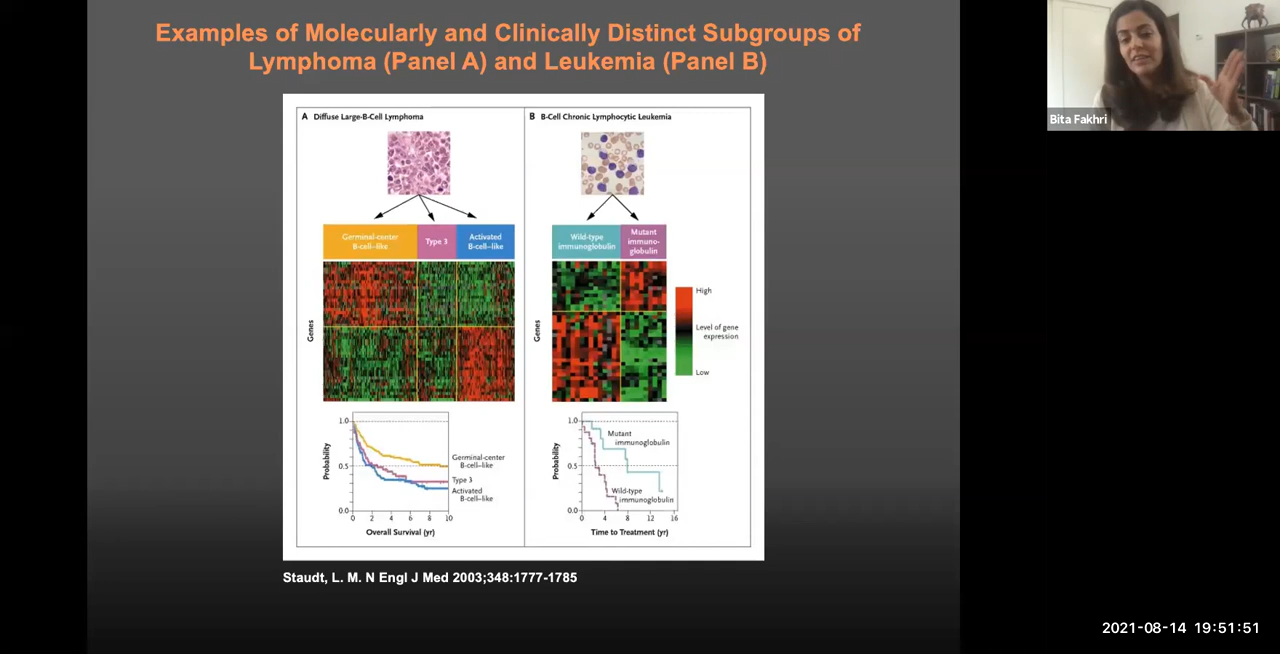 Examples of Molecularly and Clinically Distinct Subgroups of
Lymphoma (Panel A) and Leukemia (Panel B)
Bita Fakhri
A Diffuse Large-B-Cell Lymphoma
Germinal-center
B-cell–like
Type 3
Activated
B-cell–like
Genes
1.0
0.5
0.0
Probability
0 2 4 6 8 10
Overall Survival (yr)
Germinal-center
B-cell–like
Type 3
Activated
B-cell–like
B B-Cell Chronic Lymphocytic Leukemia
Wild-type
immunoglobulin
Mutant
immuno-
globulin
Genes
High
Level of gene
expression
Low
1.0
0.5
0.0
Probability
Mutant
immunoglobulin
Wild-type
immunoglobulin
0 4 8 12 16
Time to Treatment (yr)
Staudt, L. M. N Engl J Med 2003;348:1777-1785
2021-08-14 19:51:51